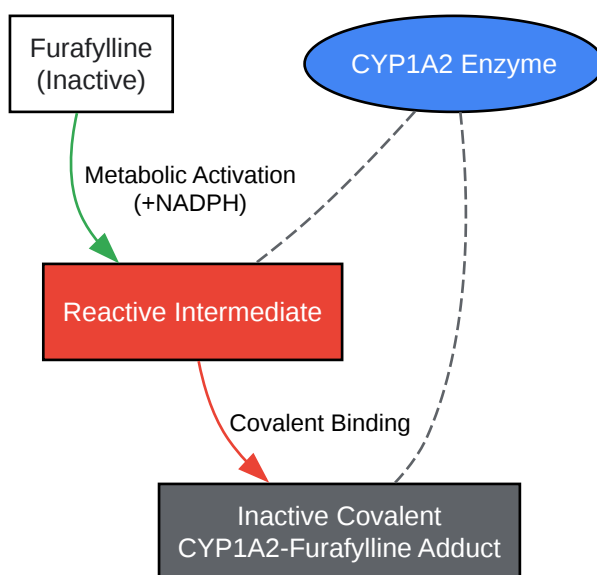 Furafylline
(Inactive)
CYP1A2 Enzyme
Metabolic Activation
(+NADPH)
Reactive Intermediate
Covalent Binding
Inactive Covalent
CYP1A2-Furafylline Adduct